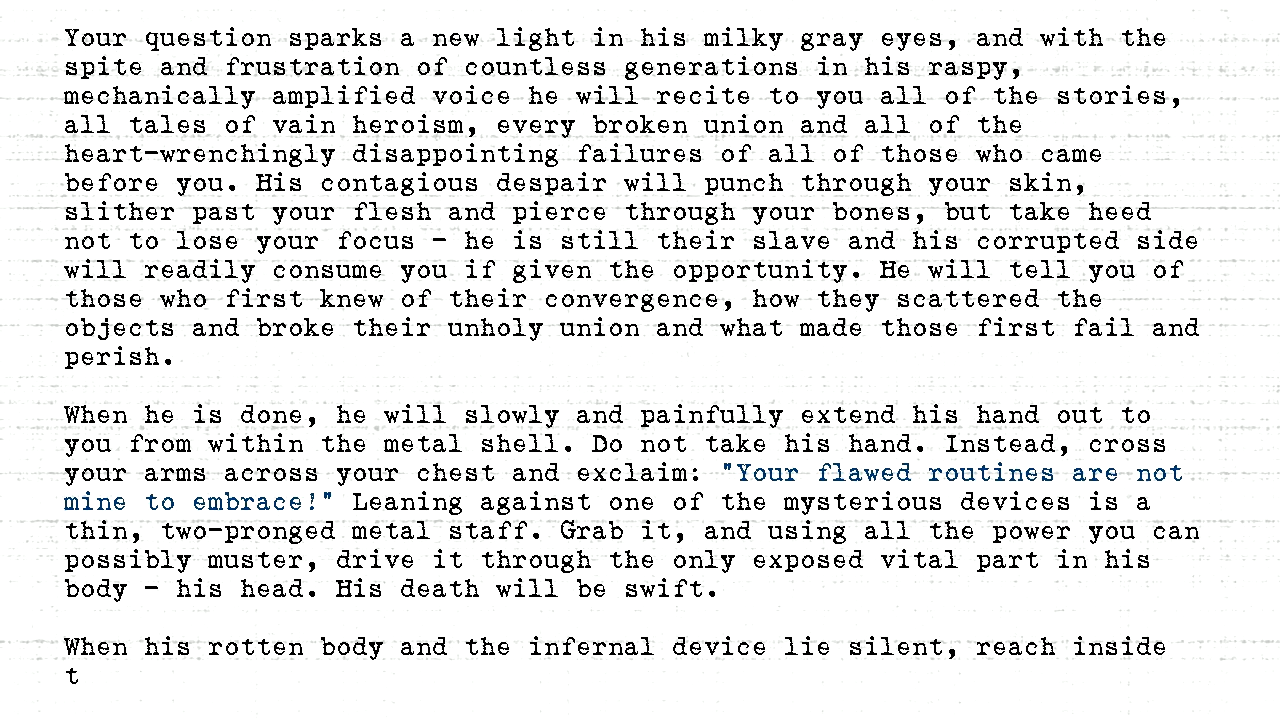 Your question sparks a new light in his milky gray eyes, and with the
spite and frustration of countless generations in his raspy,
mechanically amplified voice he will recite to you all of the stories,
all tales of vain heroism, every broken union and all of the
heart-wrenchingly disappointing failures of all of those who came
before you. His contagious despair will punch through your skin,
slither past your flesh and pierce through your bones, but take heed
not to lose your focus - he is still their slave and his corrupted side
will readily consume you if given the opportunity. He will tell you of
those who first knew of their convergence, how they scattered the
objects and broke their unholy union and what made those first fail and
perish.

When he is done, he will slowly and painfully extend his hand out to
you from within the metal shell. Do not take his hand. Instead, cross
your arms across your chest and exclaim: "Your flawed routines are not
mine to embrace!" Leaning against one of the mysterious devices is a
thin, two-pronged metal staff. Grab it, and using all the power you can
possibly muster, drive it through the only exposed vital part in his
body - his head. His death will be swift.

When his rotten body and the infernal device lie silent, reach inside
t